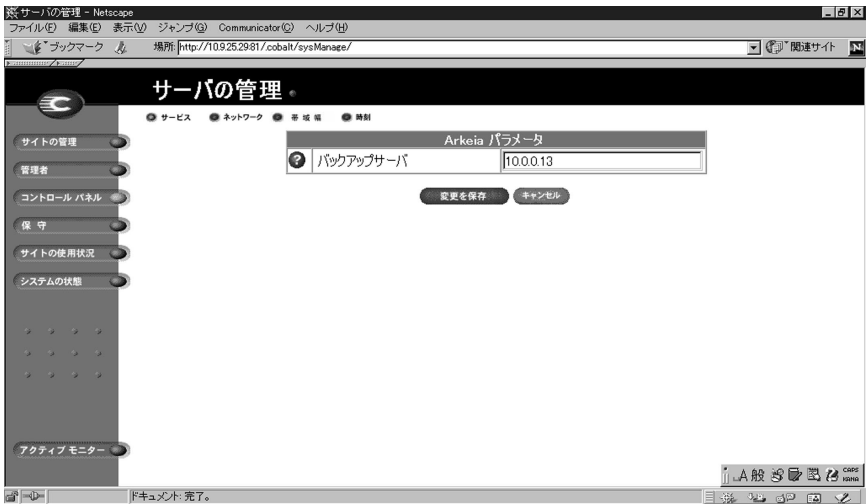 サーバの管理 - Netscape
ファイル(F) 編集(E) 表示(V) ジャンプ(G) Communicator(C) ヘルプ(H)
ブックマーク 場所: http://10.9.25.29:81/.cobalt/sysManage/ 関連サイト N
サーバの管理
サービス ネットワーク 帯域幅 時刻
サイトの管理
管理者
コントロール パネル
保 守
サイトの使用状況
システムの状態
アクティブ モニター
Arkeia パラメータ
バックアップサーバ 10.0.0.13
変更を保存 キャンセル
A 般 CAPS
KANA
ドキュメント: 完了。